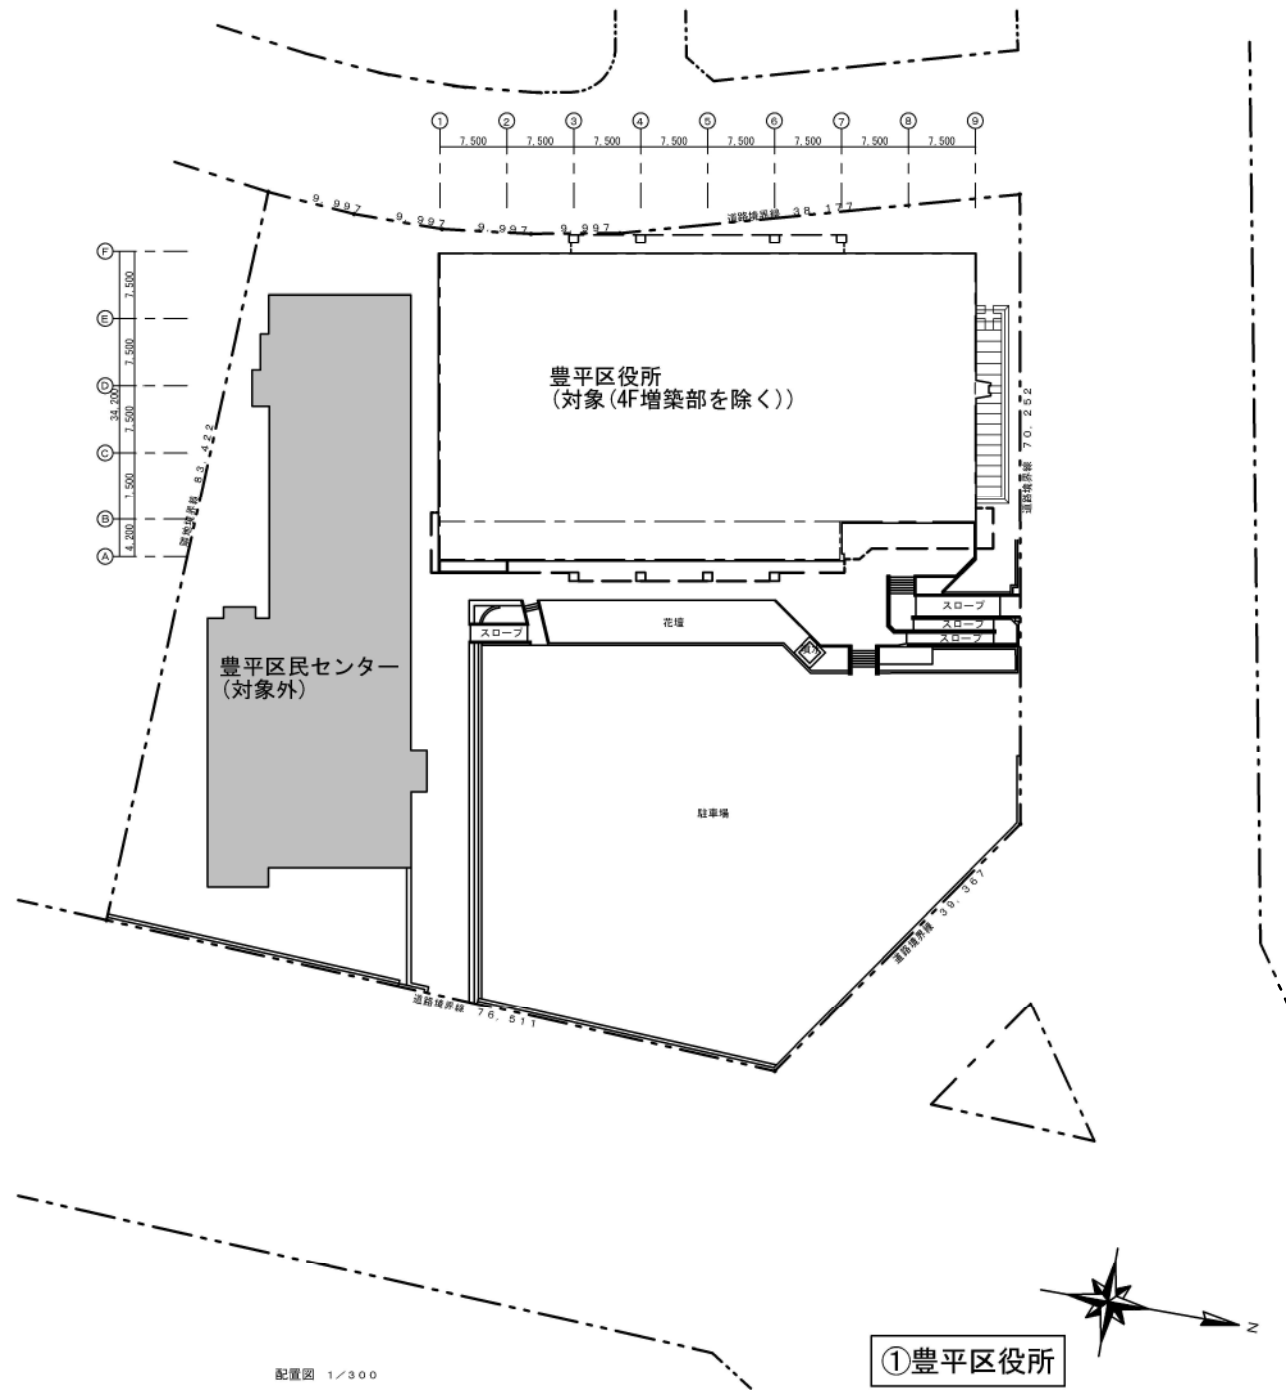 ① ② ③ ④ ⑤ ⑥ ⑦ ⑧ ⑨
7,500 7,500 7,500 7,500 7,500 7,500 7,500 7,500
9,997 9,997 9,997 9,997 道路境界線 38,177
Ⓕ
7,500
Ⓔ
7,500
Ⓓ
34,200
7,500
Ⓒ
7,500
Ⓑ
4,200
Ⓐ
隣地境界線 83,422
豊平区役所
(対象(4F増築部を除く))
道路境界線 70,252
スロープ
スロープ
スロープ
スロープ
花壇
豊平区民センター
(対象外)
駐車場
道路境界線 39,367
道路境界線 76,511
N
配置図 1/300
①豊平区役所